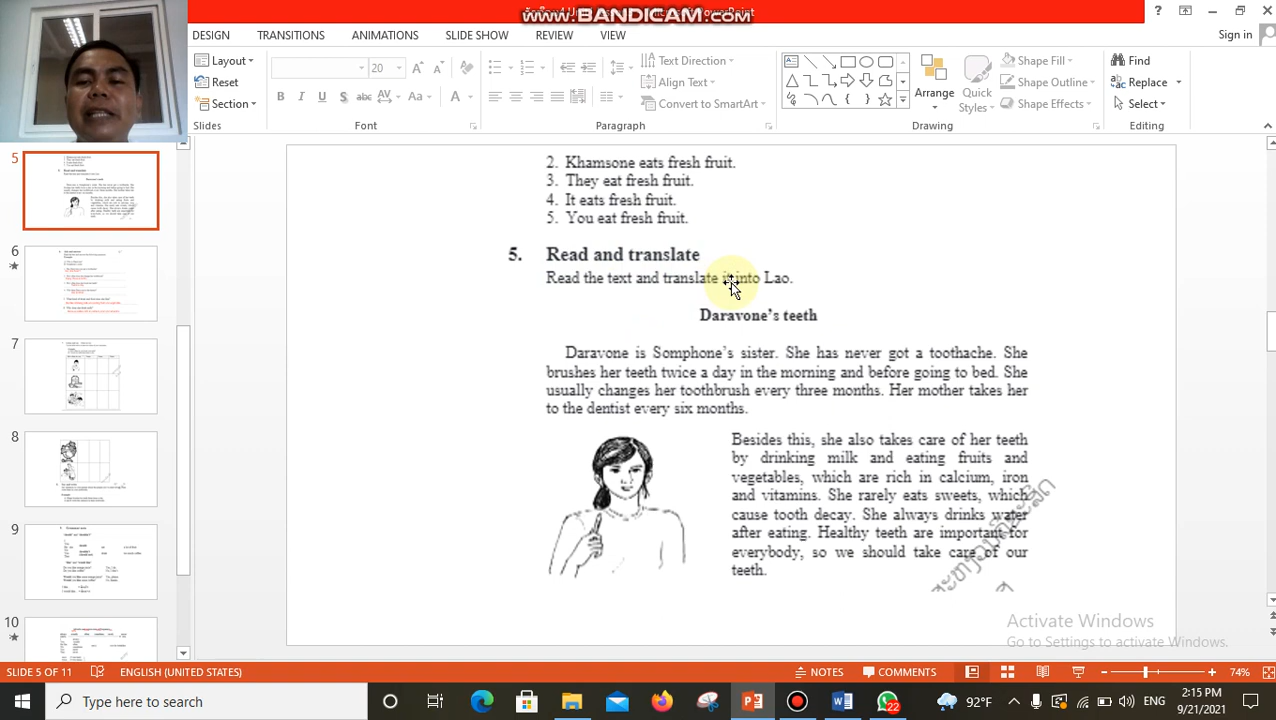 www.BANDICAM.com
PowerPoint
DESIGN TRANSITIONS ANIMATIONS SLIDE SHOW REVIEW VIEW
Sign in
Layout
Reset
Section
Slides
20
Font
Paragraph
Text Direction
Align Text
Convert to SmartArt
Arrange
Quick Styles
Shape Fill
Shape Outline
Shape Effects
Drawing
Find
Replace
Select
Editing
5
6
7
8
9
10
2. Khamsone eats fresh fruit.
3. They eat fresh fruit.
4. It eats fresh fruit.
5. You eat fresh fruit.
5. Read and translate
Read the text and translate it into Lao.
Daravone's teeth
Daravone is Somphone's sister. She has never got a toothache. She
brushes her teeth twice a day in the morning and before going to bed. She
usually changes her toothbrush every three months. Her mother takes her
to the dentist every six months.
Besides this, she also takes care of her teeth
by drinking milk and eating fruits and
vegetables, which are rich in calcium, iron
and vitamins. She rarely eats sweets, which
cause tooth decay. She always drinks water
after eating. Healthy teeth are important for
everybody, so we should take care of our
teeth.
Activate Windows
Go to Settings to activate Windows.
SLIDE 5 OF 11 ENGLISH (UNITED STATES) NOTES COMMENTS 74%
Type here to search
22
92°F
ENG
2:15 PM
9/21/2021